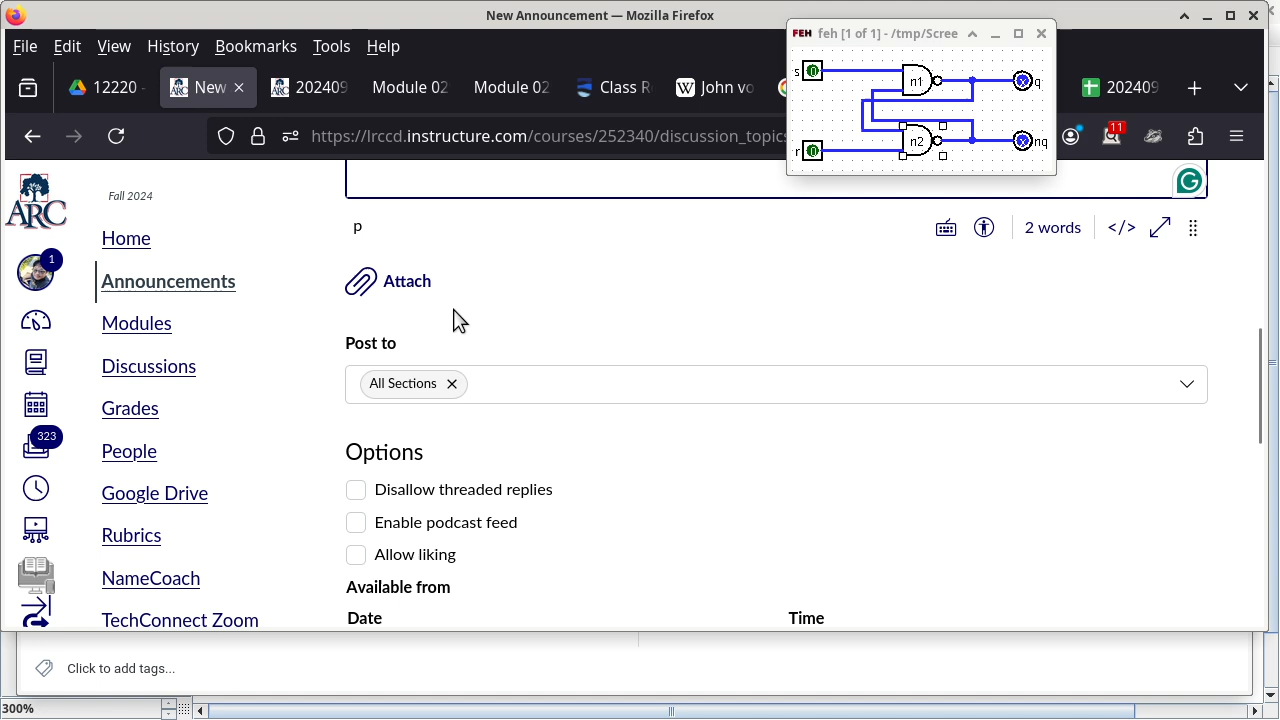 New Announcement — Mozilla Firefox
File Edit View History Bookmarks Tools Help
FEH feh [1 of 1] - /tmp/Scree
s n1 q
r n2 nq
12220 - New 202409 Module 02 Module 02 Class R John vo 202409
https://lrccd.instructure.com/courses/252340/discussion_topics
11
ARC
Fall 2024
p
2 words
</>
1
323
Home
Announcements
Modules
Discussions
Grades
People
Google Drive
Rubrics
NameCoach
TechConnect Zoom
Attach
Post to
All Sections
Options
Disallow threaded replies
Enable podcast feed
Allow liking
Available from
Date Time
Click to add tags...
300%